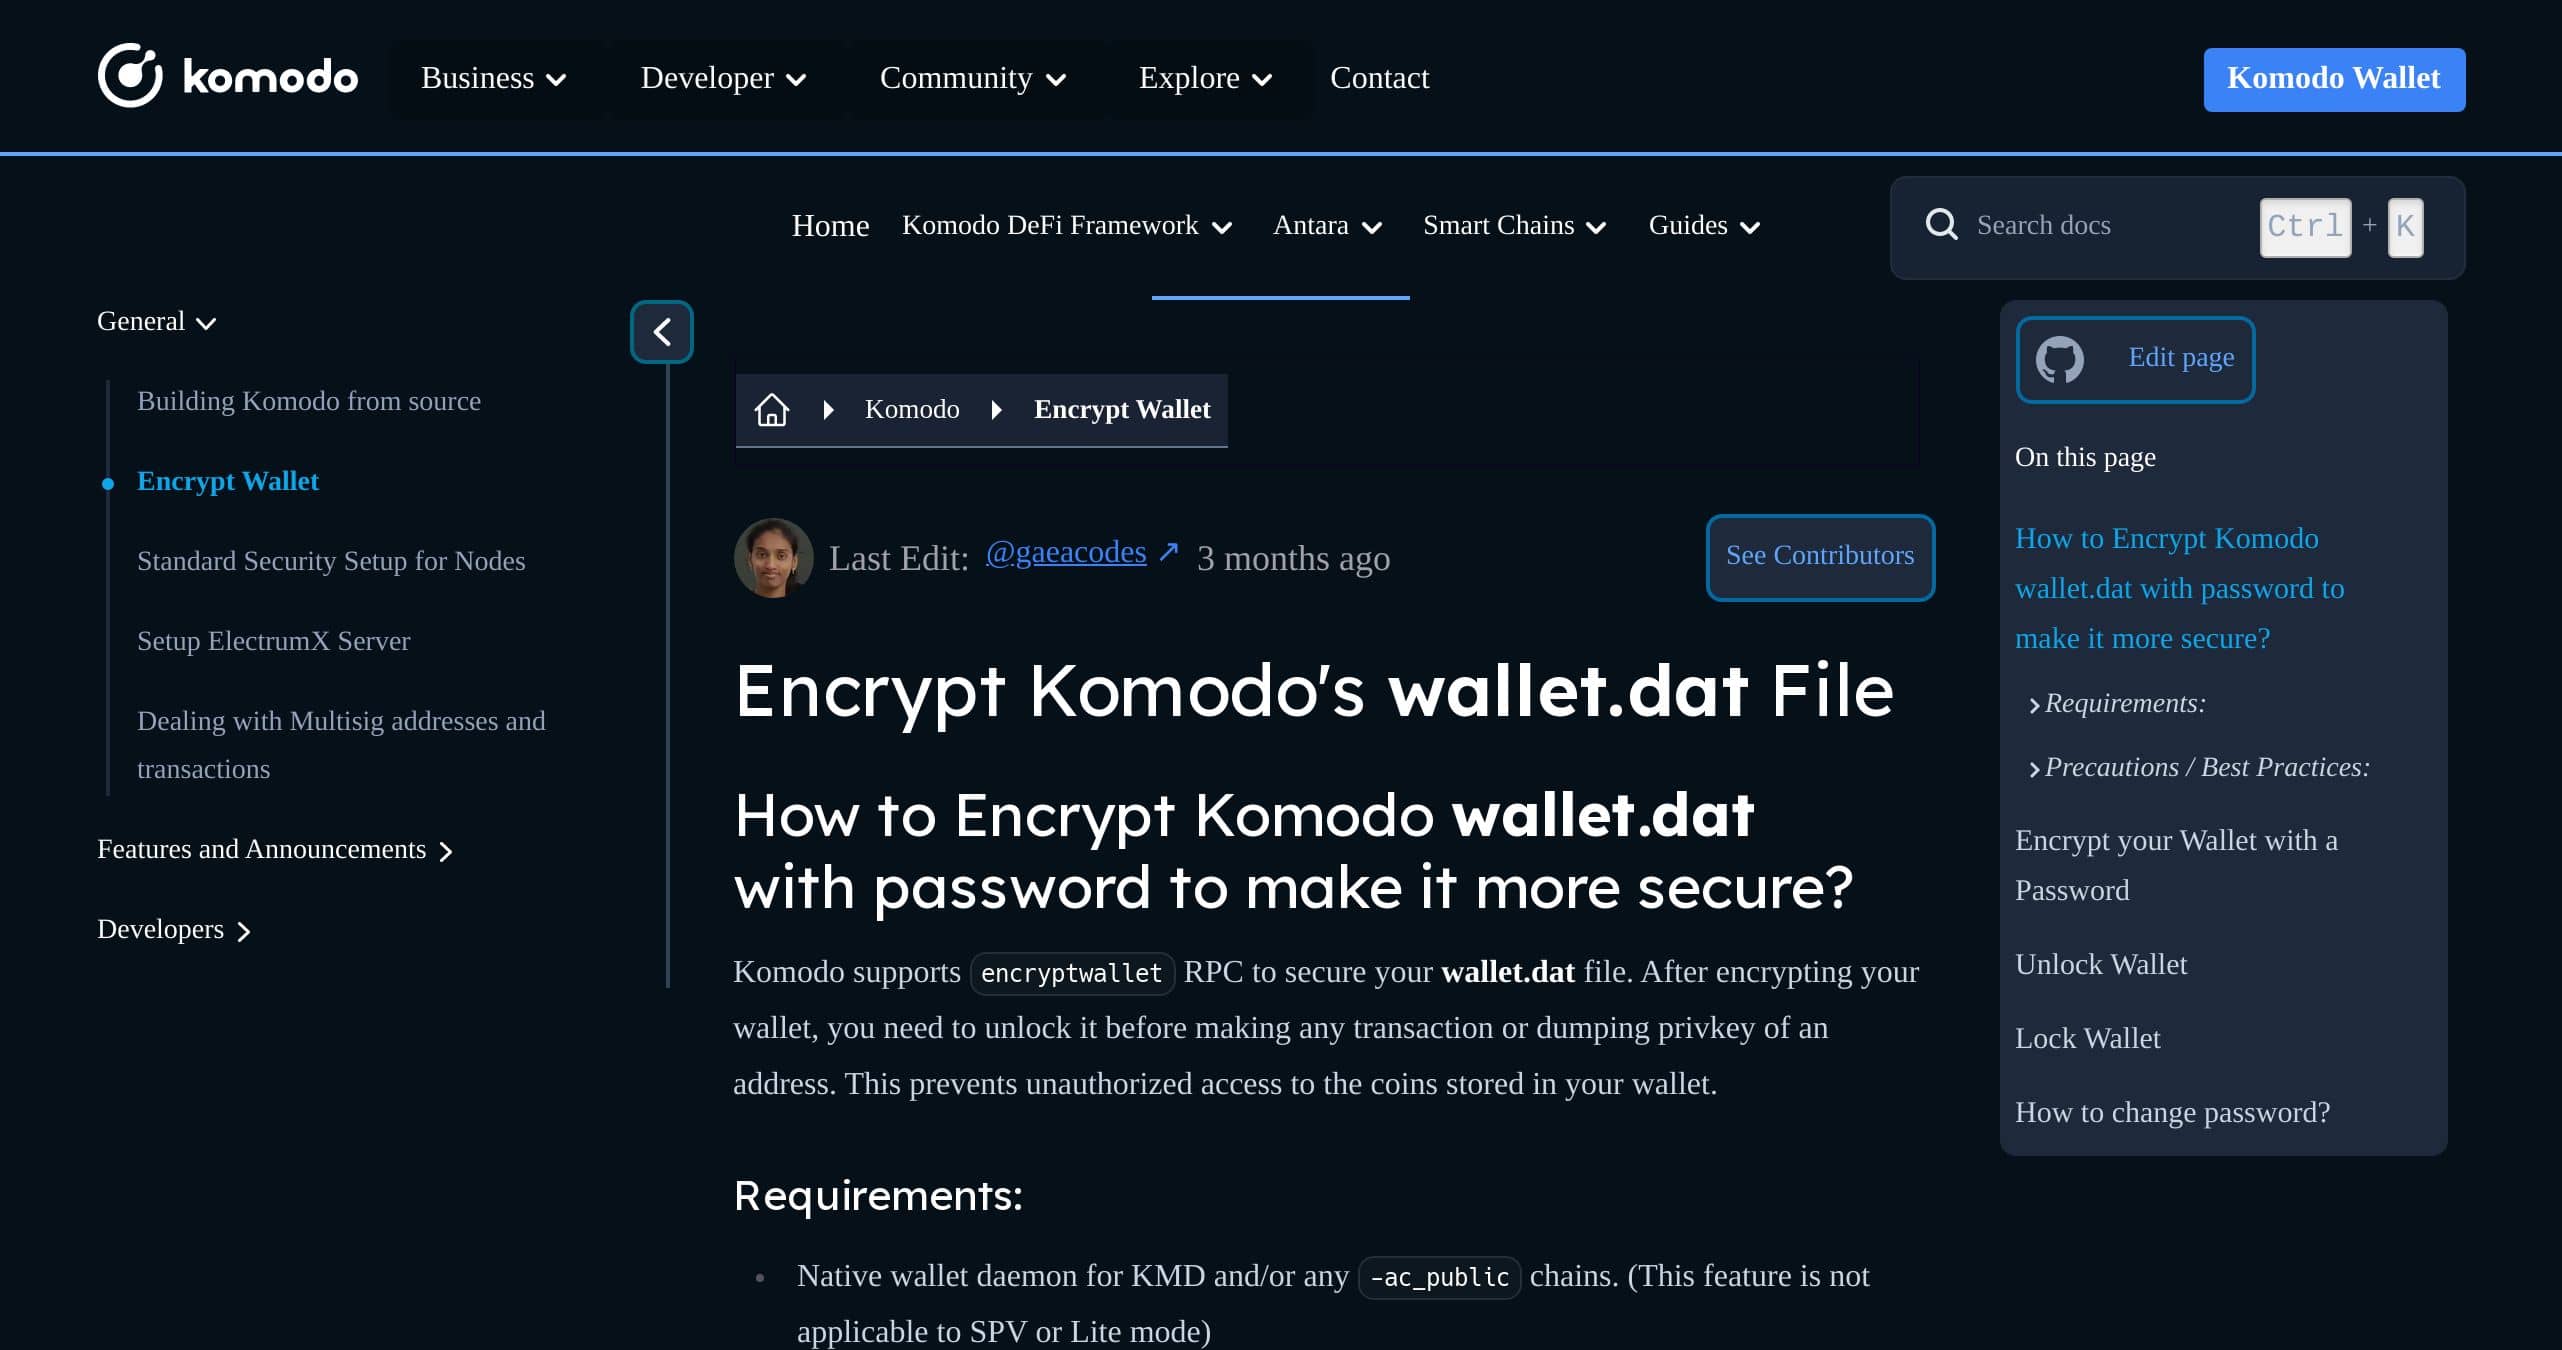 komodo
Business
Developer
Community
Explore
Contact
Komodo Wallet
Home
Komodo DeFi Framework
Antara
Smart Chains
Guides
Search docs
Ctrl + K
General
Building Komodo from source
Encrypt Wallet
Standard Security Setup for Nodes
Setup ElectrumX Server
Dealing with Multisig addresses and
transactions
Features and Announcements
Developers
Komodo
Encrypt Wallet
Last Edit: @gaeacodes ↗ 3 months ago
See Contributors
Encrypt Komodo's wallet.dat File
How to Encrypt Komodo wallet.dat
with password to make it more secure?
Komodo supports encryptwallet RPC to secure your wallet.dat file. After encrypting your
wallet, you need to unlock it before making any transaction or dumping privkey of an
address. This prevents unauthorized access to the coins stored in your wallet.
Requirements:
• Native wallet daemon for KMD and/or any -ac_public chains. (This feature is not
applicable to SPV or Lite mode)
Edit page
On this page
How to Encrypt Komodo
wallet.dat with password to
make it more secure?
Requirements:
Precautions / Best Practices:
Encrypt your Wallet with a
Password
Unlock Wallet
Lock Wallet
How to change password?